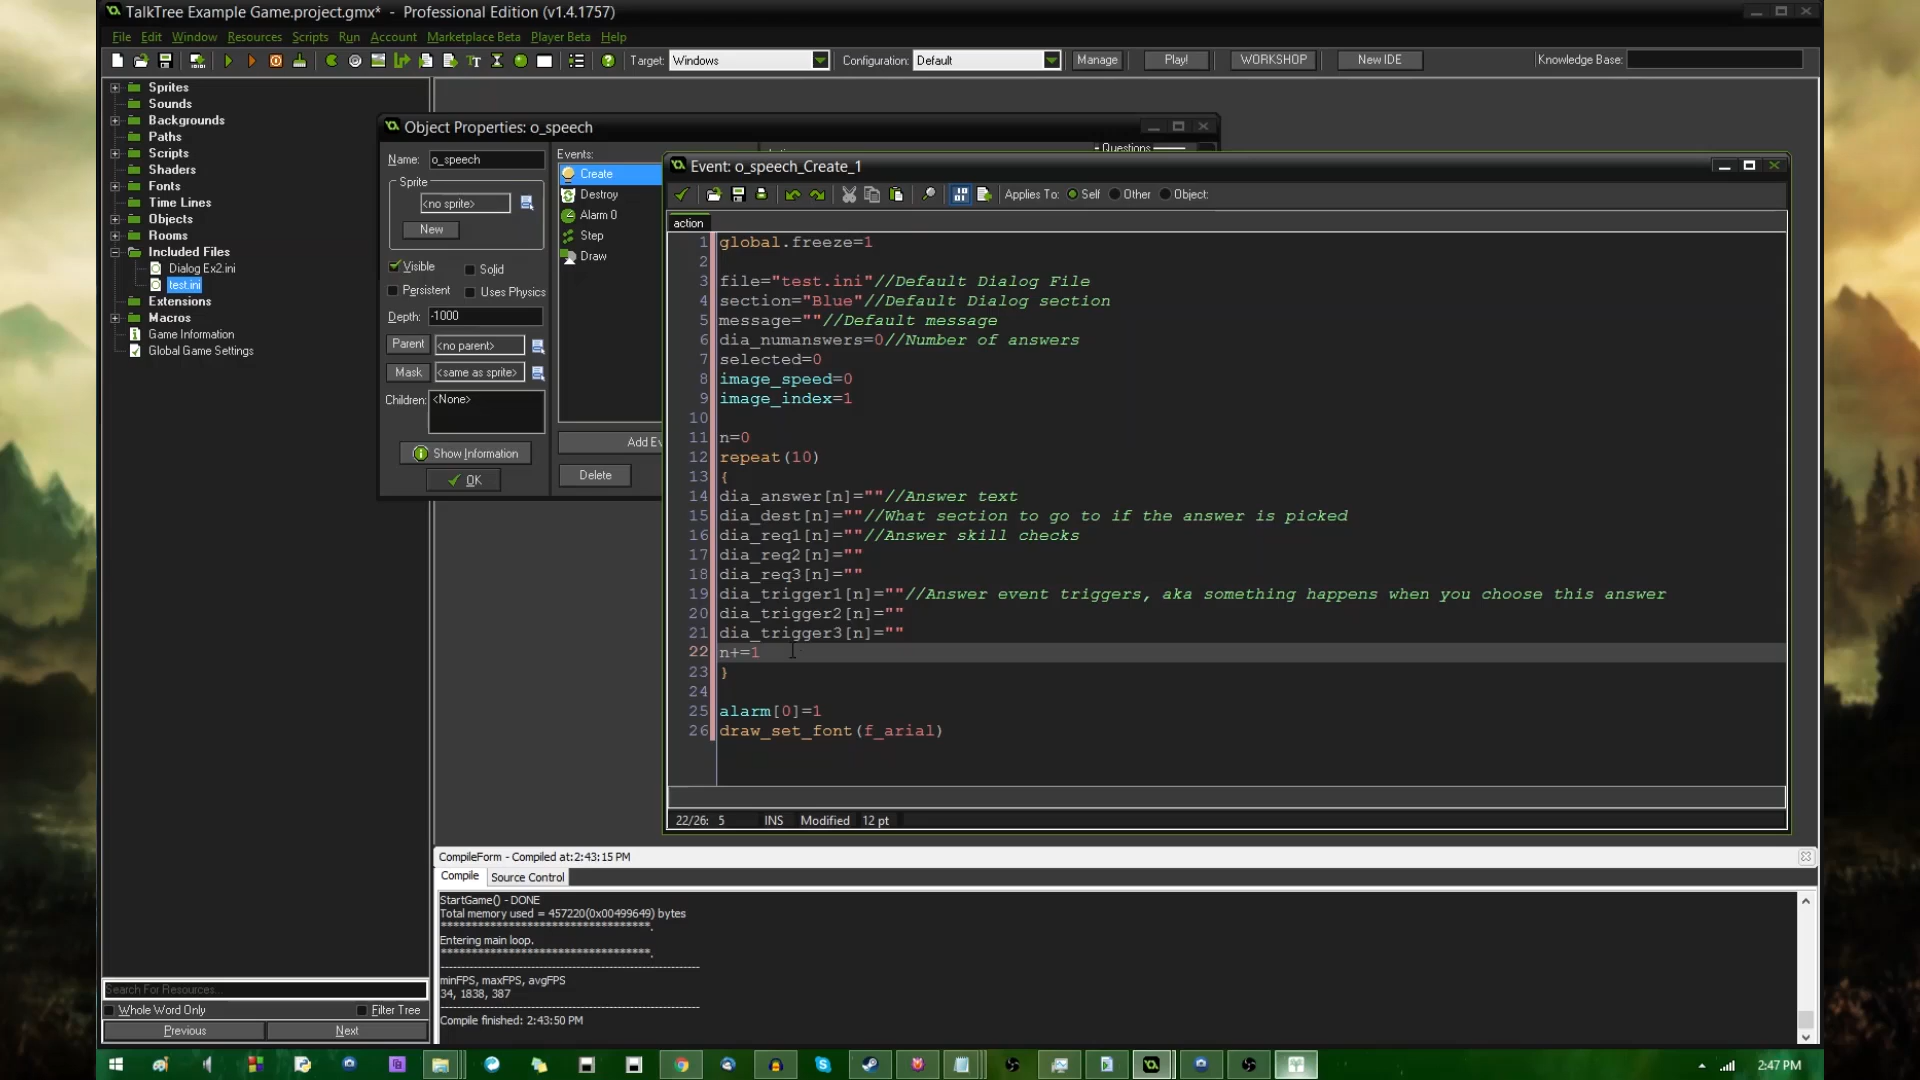 TalkTree Example Game.project.gmx* - Professional Edition (v1.4.1757)
File Edit Window Resources Scripts Run Account Marketplace Beta Player Beta Help
Target: Windows Configuration: Default Manage Play! WORKSHOP New IDE Knowledge Base:
Sprites
Sounds
Backgrounds
Paths
Scripts
Shaders
Fonts
Time Lines
Objects
Rooms
Included Files
Dialog Ex2.ini
test.ini
Extensions
Macros
Game Information
Global Game Settings
Search For Resources...
Whole Word Only Filter Tree
Previous Next
Object Properties: o_speech
Name: o_speech
Sprite
<no sprite>
New
Visible Solid
Persistent Uses Physics
Depth: -1000
Parent <no parent>
Mask <same as sprite>
Children: <None>
Show Information
OK
Events:
Create
Destroy
Alarm 0
Step
Draw
Add Ev
Delete
Questions
Event: o_speech_Create_1
Applies To: Self Other Object:
action
1 global.freeze=1
2
3 file="test.ini"//Default Dialog File
4 section="Blue"//Default Dialog section
5 message=""//Default message
6 dia_numanswers=0//Number of answers
7 selected=0
8 image_speed=0
9 image_index=1
10
11 n=0
12 repeat(10)
13 {
14 dia_answer[n]=""//Answer text
15 dia_dest[n]=""//What section to go to if the answer is picked
16 dia_req1[n]=""//Answer skill checks
17 dia_req2[n]=""
18 dia_req3[n]=""
19 dia_trigger1[n]=""//Answer event triggers, aka something happens when you choose this answer
20 dia_trigger2[n]=""
21 dia_trigger3[n]=""
22 n+=1
23 }
24
25 alarm[0]=1
26 draw_set_font(f_arial)
22/26: 5 INS Modified 12 pt
CompileForm - Compiled at:2:43:15 PM
Compile Source Control
StartGame() - DONE
Total memory used = 457220(0x00499649) bytes
***********************************.
Entering main loop.
***********************************.
minFPS, maxFPS, avgFPS
34, 1838, 387
Compile finished: 2:43:50 PM
2:47 PM